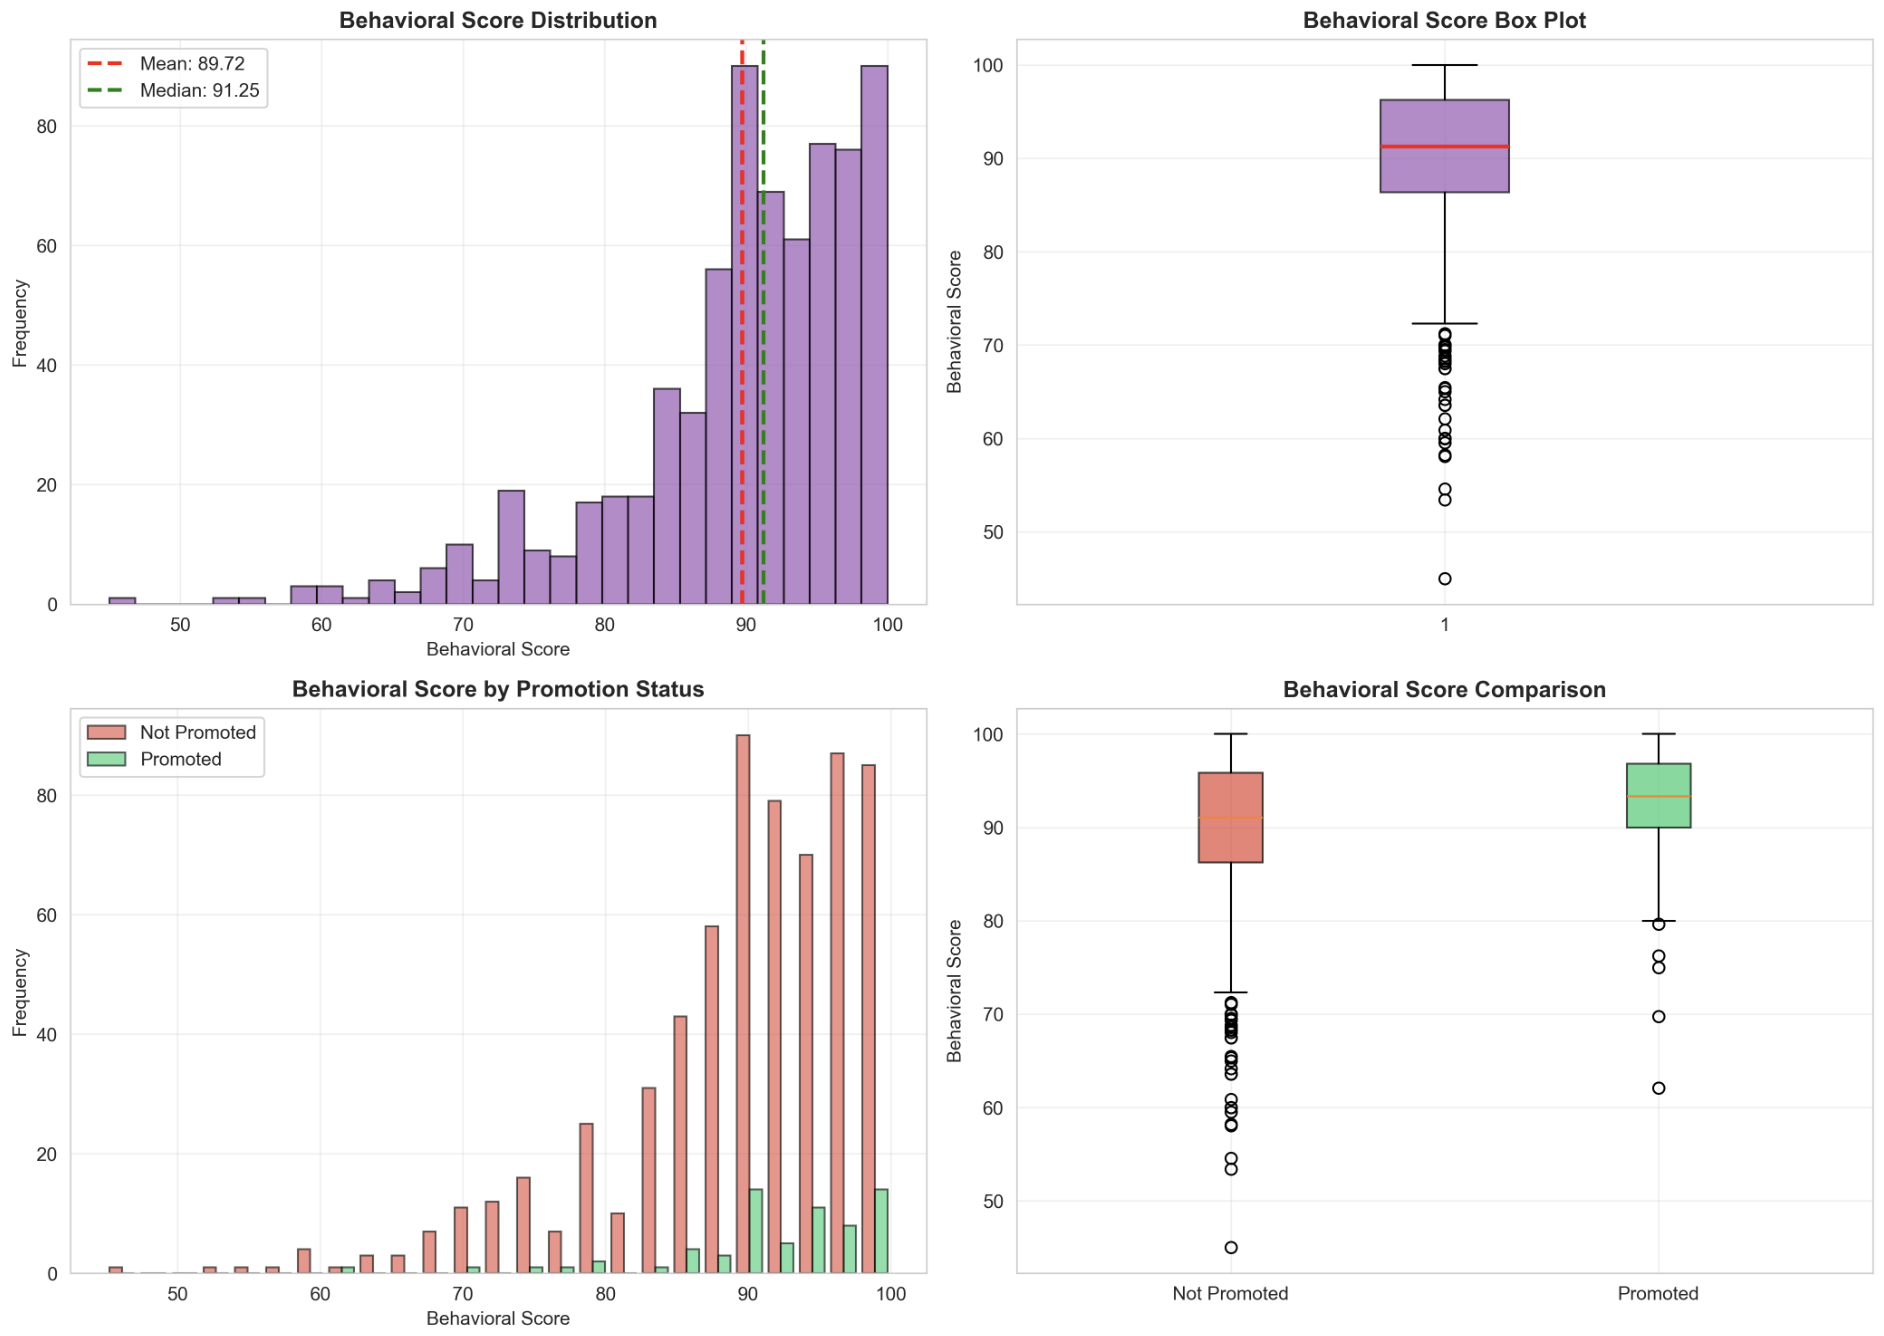 Behavioral Score Distribution
Mean: 89.72
Median: 91.25
Frequency
80
60
40
20
0
50 60 70 80 90 100
Behavioral Score
Behavioral Score Box Plot
Behavioral Score
100
90
80
70
60
50
1
Behavioral Score by Promotion Status
Not Promoted
Promoted
Frequency
80
60
40
20
0
50 60 70 80 90 100
Behavioral Score
Behavioral Score Comparison
Behavioral Score
100
90
80
70
60
50
Not Promoted Promoted